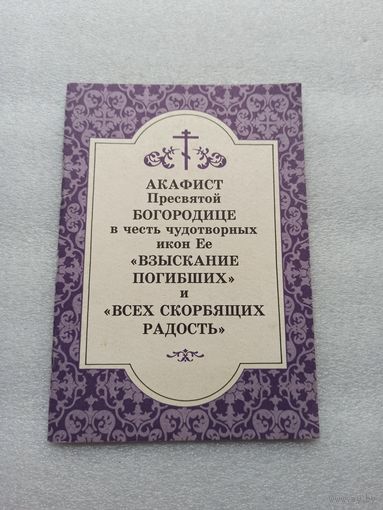 АКАФИСТ
Пресвятой
БОГОРОДИЦЕ
в честь чудотворных
икон Ее
«ВЗЫСКАНИЕ
ПОГИБШИХ»
и
«ВСЕХ СКОРБЯЩИХ
РАДОСТЬ»